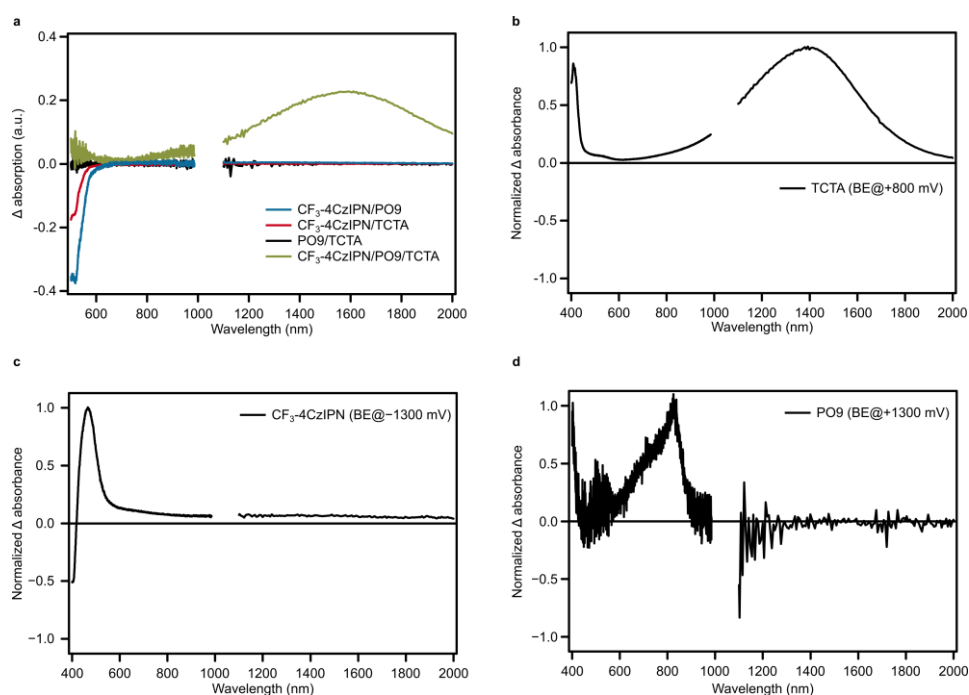 a
0.4
0.2
0.0
-0.2
-0.4
Δ absorption (a.u.)
CF₃-4CzIPN/PO9
CF₃-4CzIPN/TCTA
PO9/TCTA
CF₃-4CzIPN/PO9/TCTA
600 800 1000 1200 1400 1600 1800 2000
Wavelength (nm)
b
1.0
0.5
0.0
-0.5
-1.0
Normalized Δ absorbance
TCTA (BE@+800 mV)
400 600 800 1000 1200 1400 1600 1800 2000
Wavelength (nm)
c
1.0
0.5
0.0
−0.5
−1.0
Normalized Δ absorbance
CF₃-4CzIPN (BE@−1300 mV)
400 600 800 1000 1200 1400 1600 1800 2000
Wavelength (nm)
d
1.0
0.5
0.0
−0.5
−1.0
Normalized Δ absorbance
PO9 (BE@+1300 mV)
400 600 800 1000 1200 1400 1600 1800 2000
Wavelength (nm)